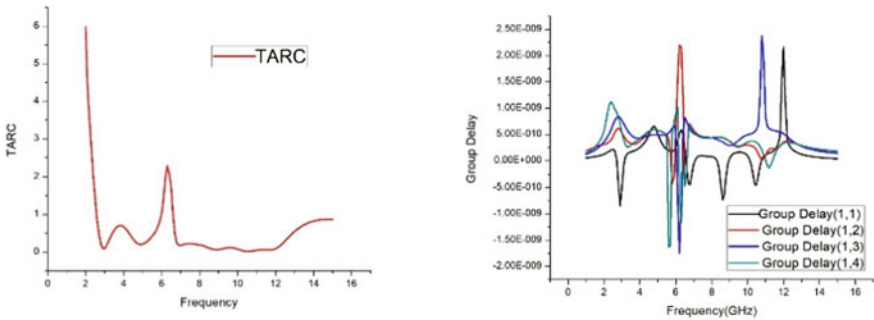 6
5
4
3
2
1
0
TARC
TARC
0 2 4 6 8 10 12 14 16
Frequency
2.50E-009
2.00E-009
1.50E-009
1.00E-009
5.00E-010
0.00E+000
-5.00E-010
-1.00E-009
-1.50E-009
-2.00E-009
Group Delay
Group Delay(1,1)
Group Delay(1,2)
Group Delay(1,3)
Group Delay(1,4)
0 2 4 6 8 10 12 14 16
Frequency(GHz)